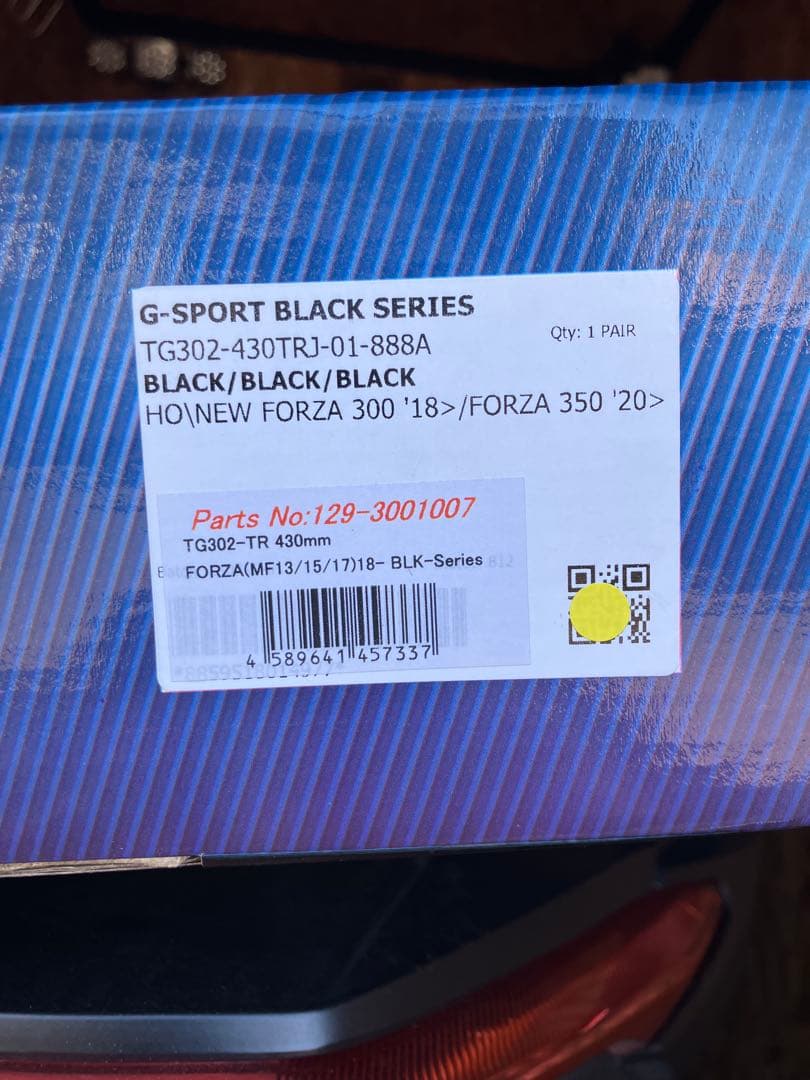 G-SPORT BLACK SERIES
Qty: 1 PAIR
TG302-430TRJ-01-888A
BLACK/BLACK/BLACK
HO\NEW FORZA 300 '18>/FORZA 350 '20>
Parts No:129-3001007
TG302-TR 430mm
FORZA(MF13/15/17)18- BLK-Series
4 589641 457337